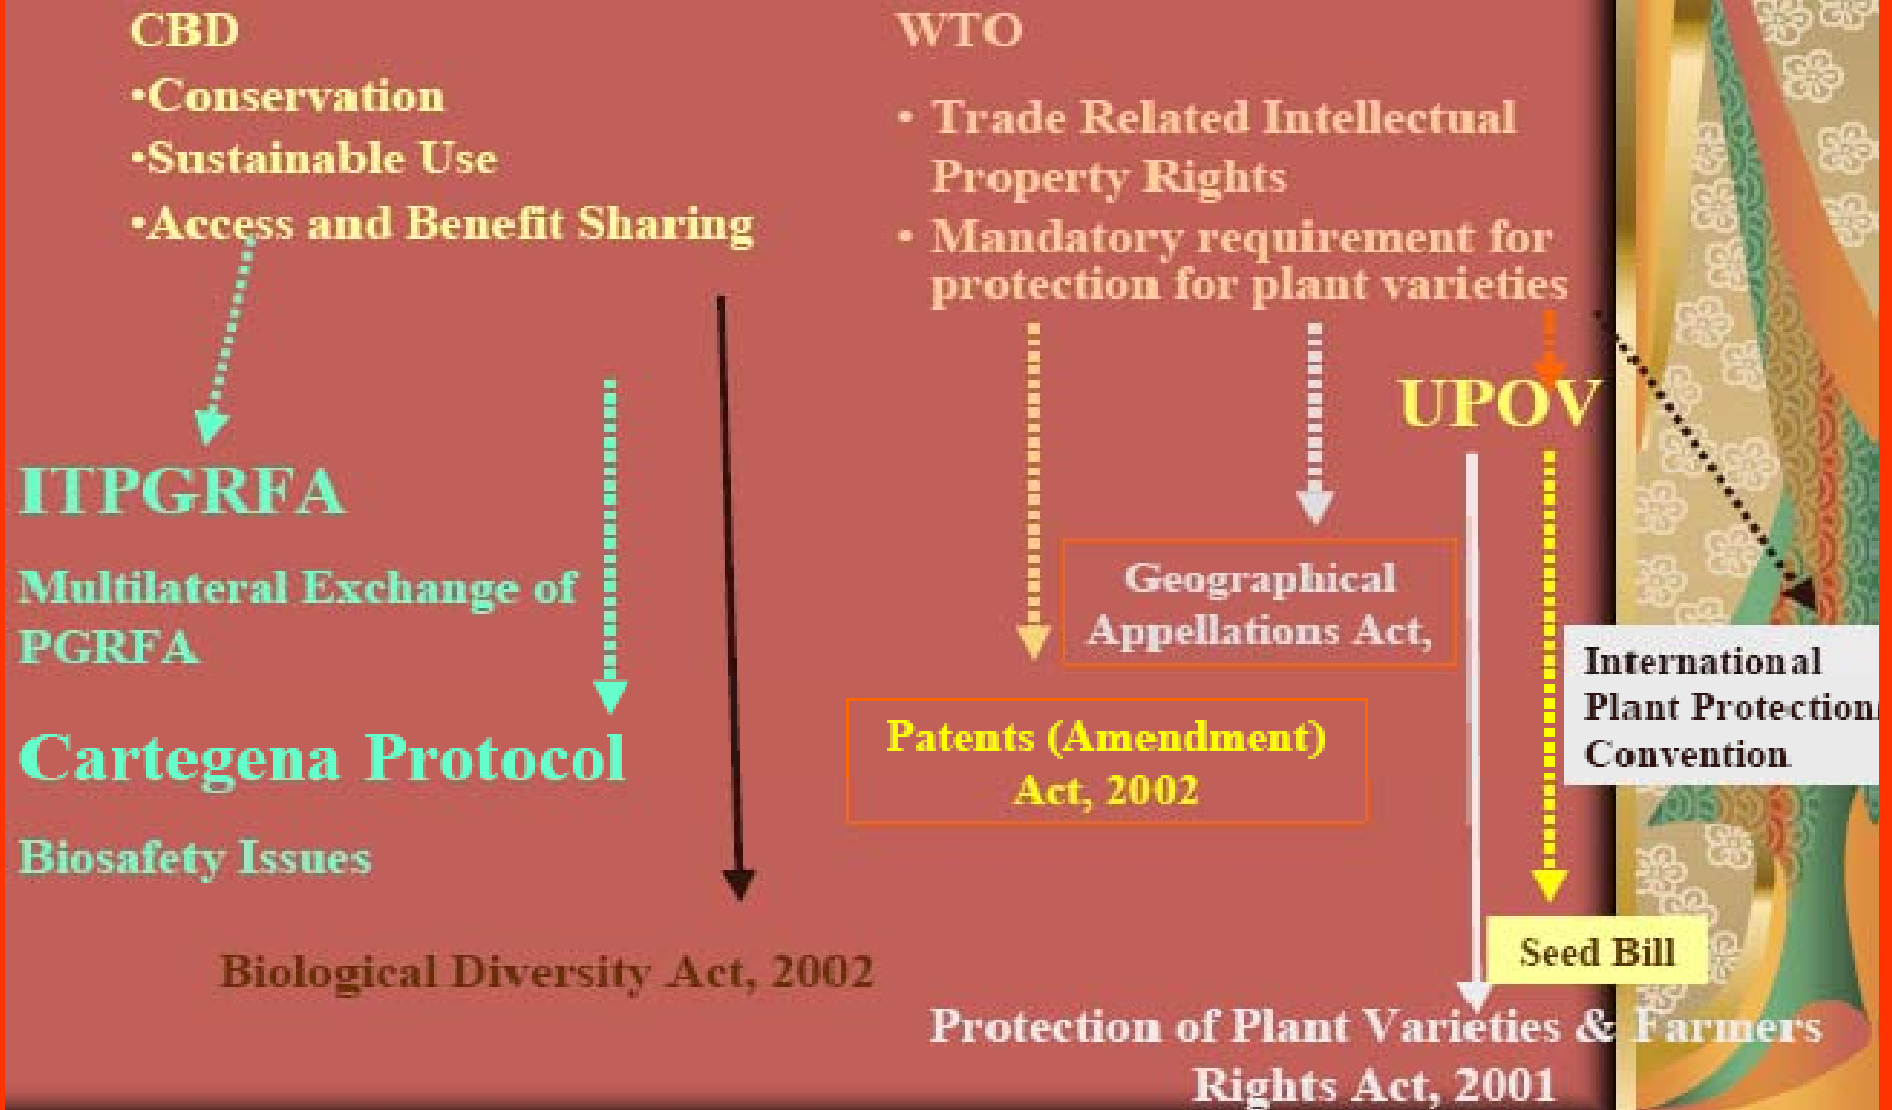 CBD
•Conservation
•Sustainable Use
•Access and Benefit Sharing
ITPGRFA
Multilateral Exchange of
PGRFA
Cartegena Protocol
Biosafety Issues
Biological Diversity Act, 2002
WTO
• Trade Related Intellectual
Property Rights
• Mandatory requirement for
protection for plant varieties
UPOV
Geographical
Appellations Act,
Patents (Amendment)
Act, 2002
International
Plant Protection
Convention
Seed Bill
Protection of Plant Varieties & Farmers
Rights Act, 2001